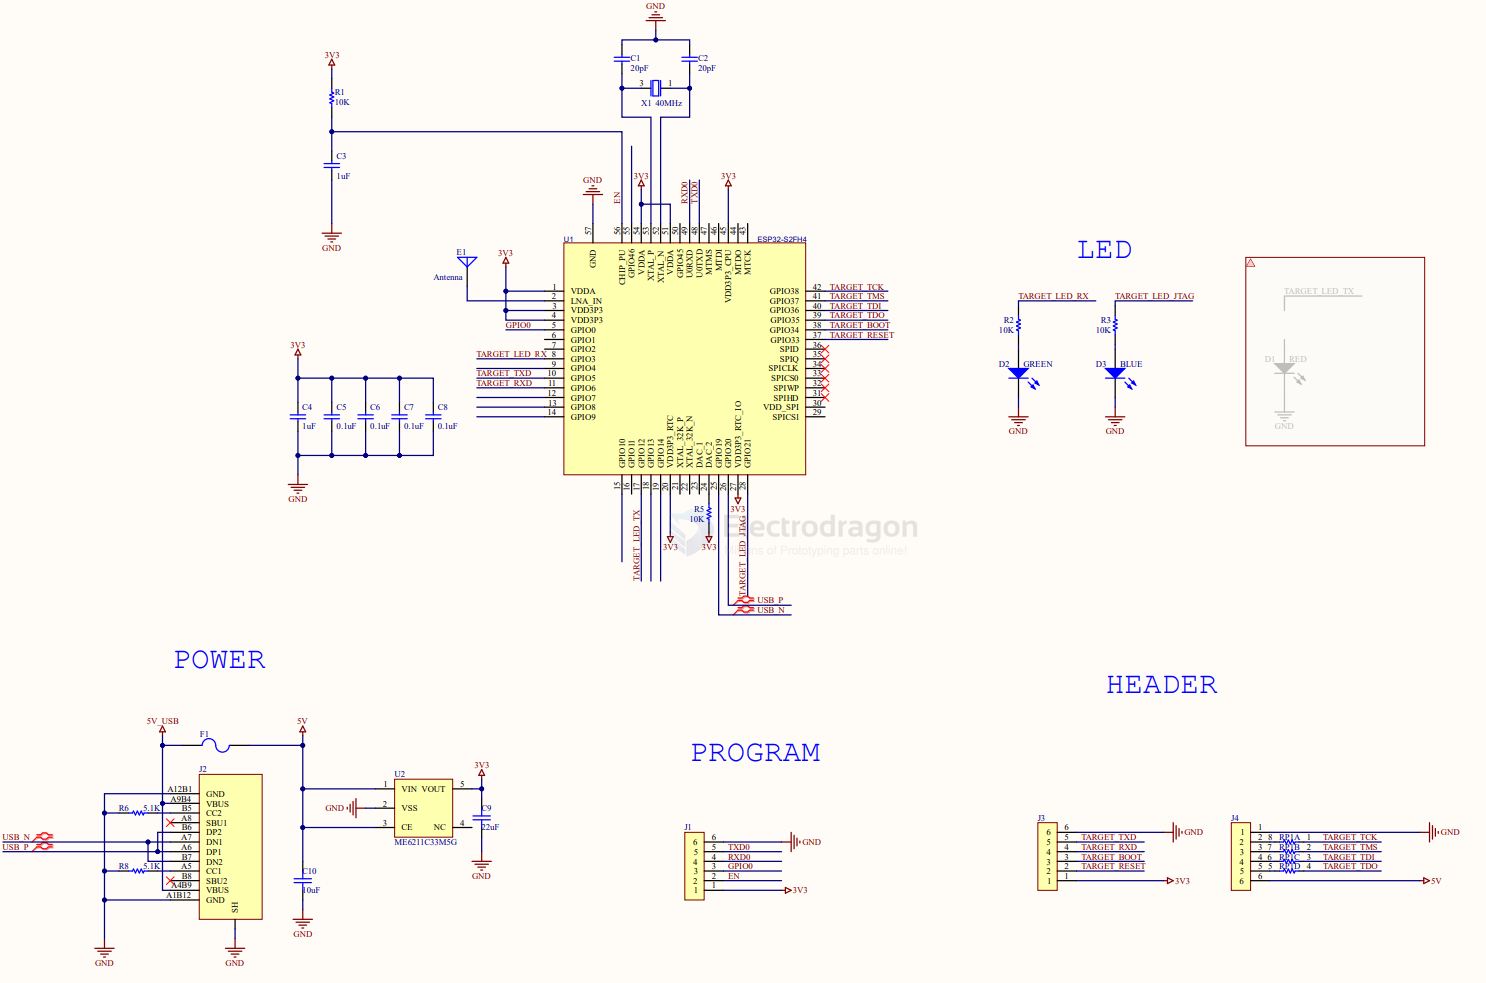 GND
C1
20pF
C2
20pF
3 1
X1 40MHz
3V3
R1
10K
C3
1uF
GND
GND
EN
3V3
RXD0
TXD0
3V3
57 56 55 54 53 52 51 50 49 48 47 46 45 44 43
U1
ESP32-S2FH4
GND
CHIP_PU
GPIO46
VDDA
XTAL_P
XTAL_N
VDDA
GPIO45
U0RXD
U0TXD
MTMS
MTDI
VDD3P3_CPU
MTDO
MTCK
E1
Antenna
3V3
1 VDDA
2 LNA_IN
3 VDD3P3
4 VDD3P3
GPIO0 5 GPIO0
6 GPIO1
7 GPIO2
TARGET_LED_RX 8 GPIO3
9 GPIO4
TARGET_TXD 10 GPIO5
TARGET_RXD 11 GPIO6
12 GPIO7
13 GPIO8
14 GPIO9
GPIO38 42 TARGET_TCK
GPIO37 41 TARGET_TMS
GPIO36 40 TARGET_TDI
GPIO35 39 TARGET_TDO
GPIO34 38 TARGET_BOOT
GPIO33 37 TARGET_RESET
SPID 36
SPIQ 35
SPICLK 34
SPICS0 33
SPIWP 32
SPIHD 31
VDD_SPI 30
SPICS1 29
GPIO10
GPIO11
GPIO12
GPIO13
GPIO14
VDD3P3_RTC
XTAL_32K_P
XTAL_32K_N
DAC_1
DAC_2
GPIO19
GPIO20
VDD3P3_RTC_IO
GPIO21
15 16 17 18 19 20 21 22 23 24 25 26 27 28
TARGET_LED_TX
3V3
R5
10K
3V3
3V3
TARGET_LED_JTAG
USB_P
USB_N
Electrodragon
of Prototyping parts online!
3V3
C4
1uF
C5
0.1uF
C6
0.1uF
C7
0.1uF
C8
0.1uF
GND
LED
TARGET_LED_RX
R2
10K
D2 GREEN
GND
TARGET_LED_JTAG
R3
10K
D3 BLUE
GND
TARGET_LED_TX
D1 RED
GND
POWER
5V_USB
F1
5V
J2
A12B1 GND
A9B4 VBUS
R6 5.1K B5 CC2
A8 SBU1
B6 DP2
USB_N A7 DN1
USB_P A6 DP1
B7 DN2
R8 5.1K A5 CC1
B8 SBU2
A4B9 VBUS
A1B12 GND
SH
GND
GND
U2
1 VIN VOUT 5
GND 2 VSS
3 CE NC 4
ME6211C33M5G
3V3
C9
22uF
GND
C10
10uF
GND
PROGRAM
J1
6 6 GND
5 5 TXD0
4 4 RXD0
3 3 GPIO0
2 2 EN
1 1 3V3
HEADER
J3
6 6 GND
5 5 TARGET_TXD
4 4 TARGET_RXD
3 3 TARGET_BOOT
2 2 TARGET_RESET
1 1 3V3
J4
1 1 GND
2 2 8 RP1A 1 TARGET_TCK
3 3 7 RP1B 2 TARGET_TMS
4 4 6 RP1C 3 TARGET_TDI
5 5 5 RP1D 4 TARGET_TDO
6 6 5V